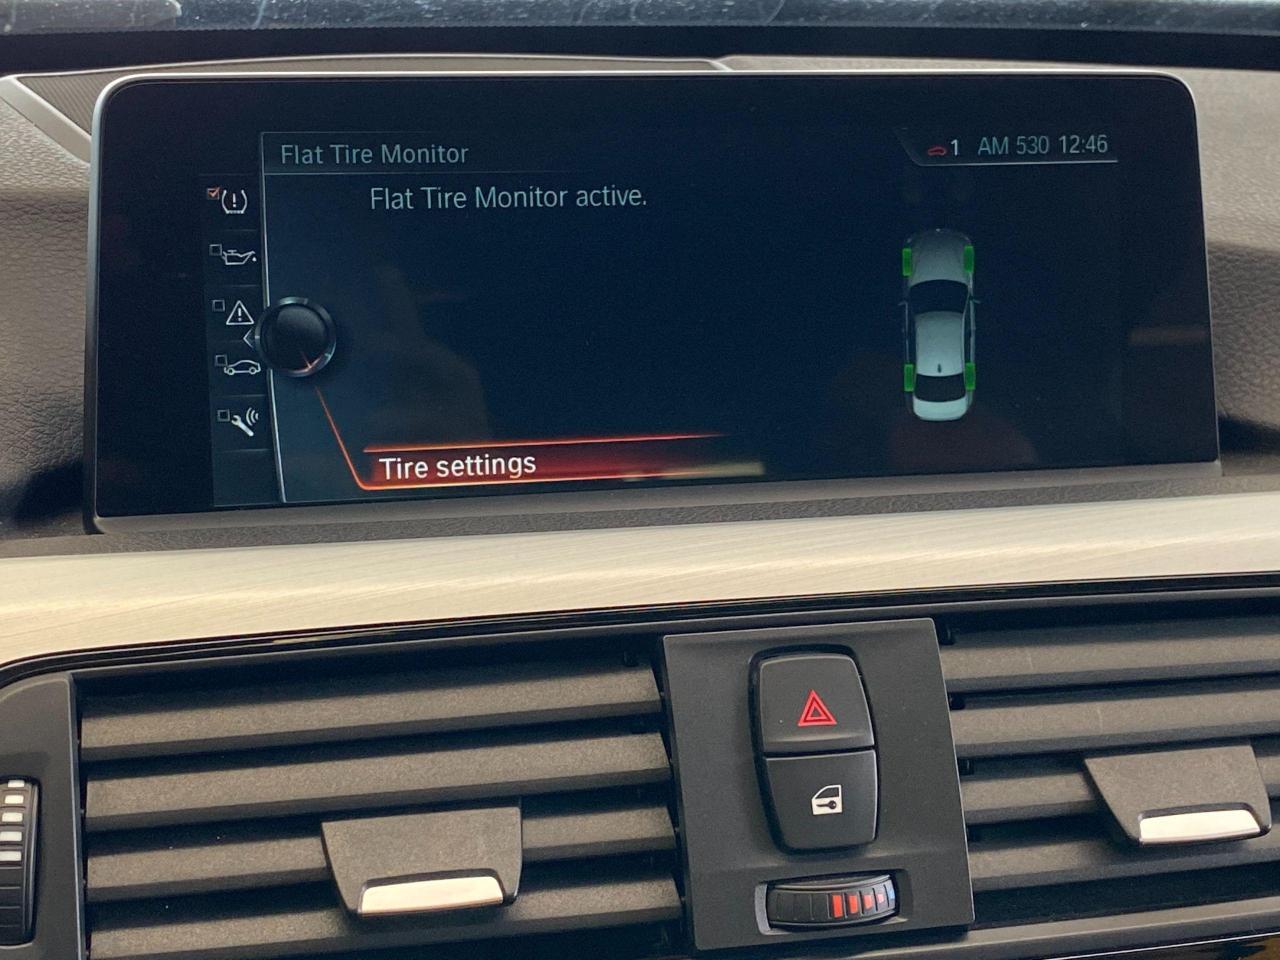 Flat Tire Monitor
1 AM 530 12:46
Flat Tire Monitor active.
Tire settings